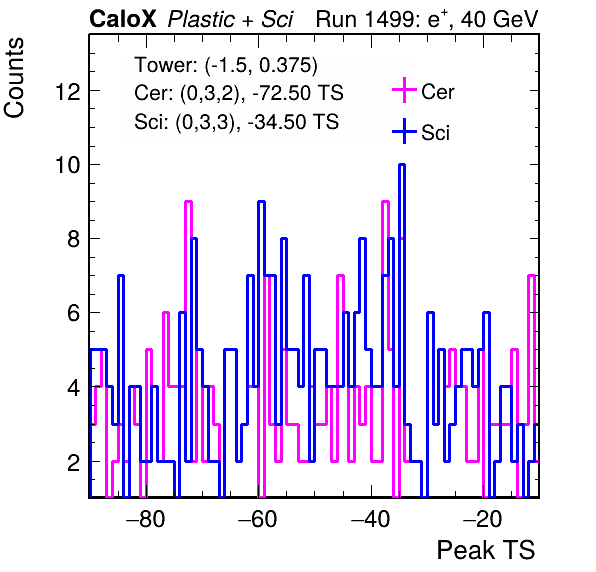 CaloX Plastic + Sci Run 1499: e+, 40 GeV
Counts
Tower: (-1.5, 0.375)
Cer: (0,3,2), -72.50 TS
Sci: (0,3,3), -34.50 TS
Cer
Sci
12
10
8
6
4
2
−80 −60 −40 −20
Peak TS